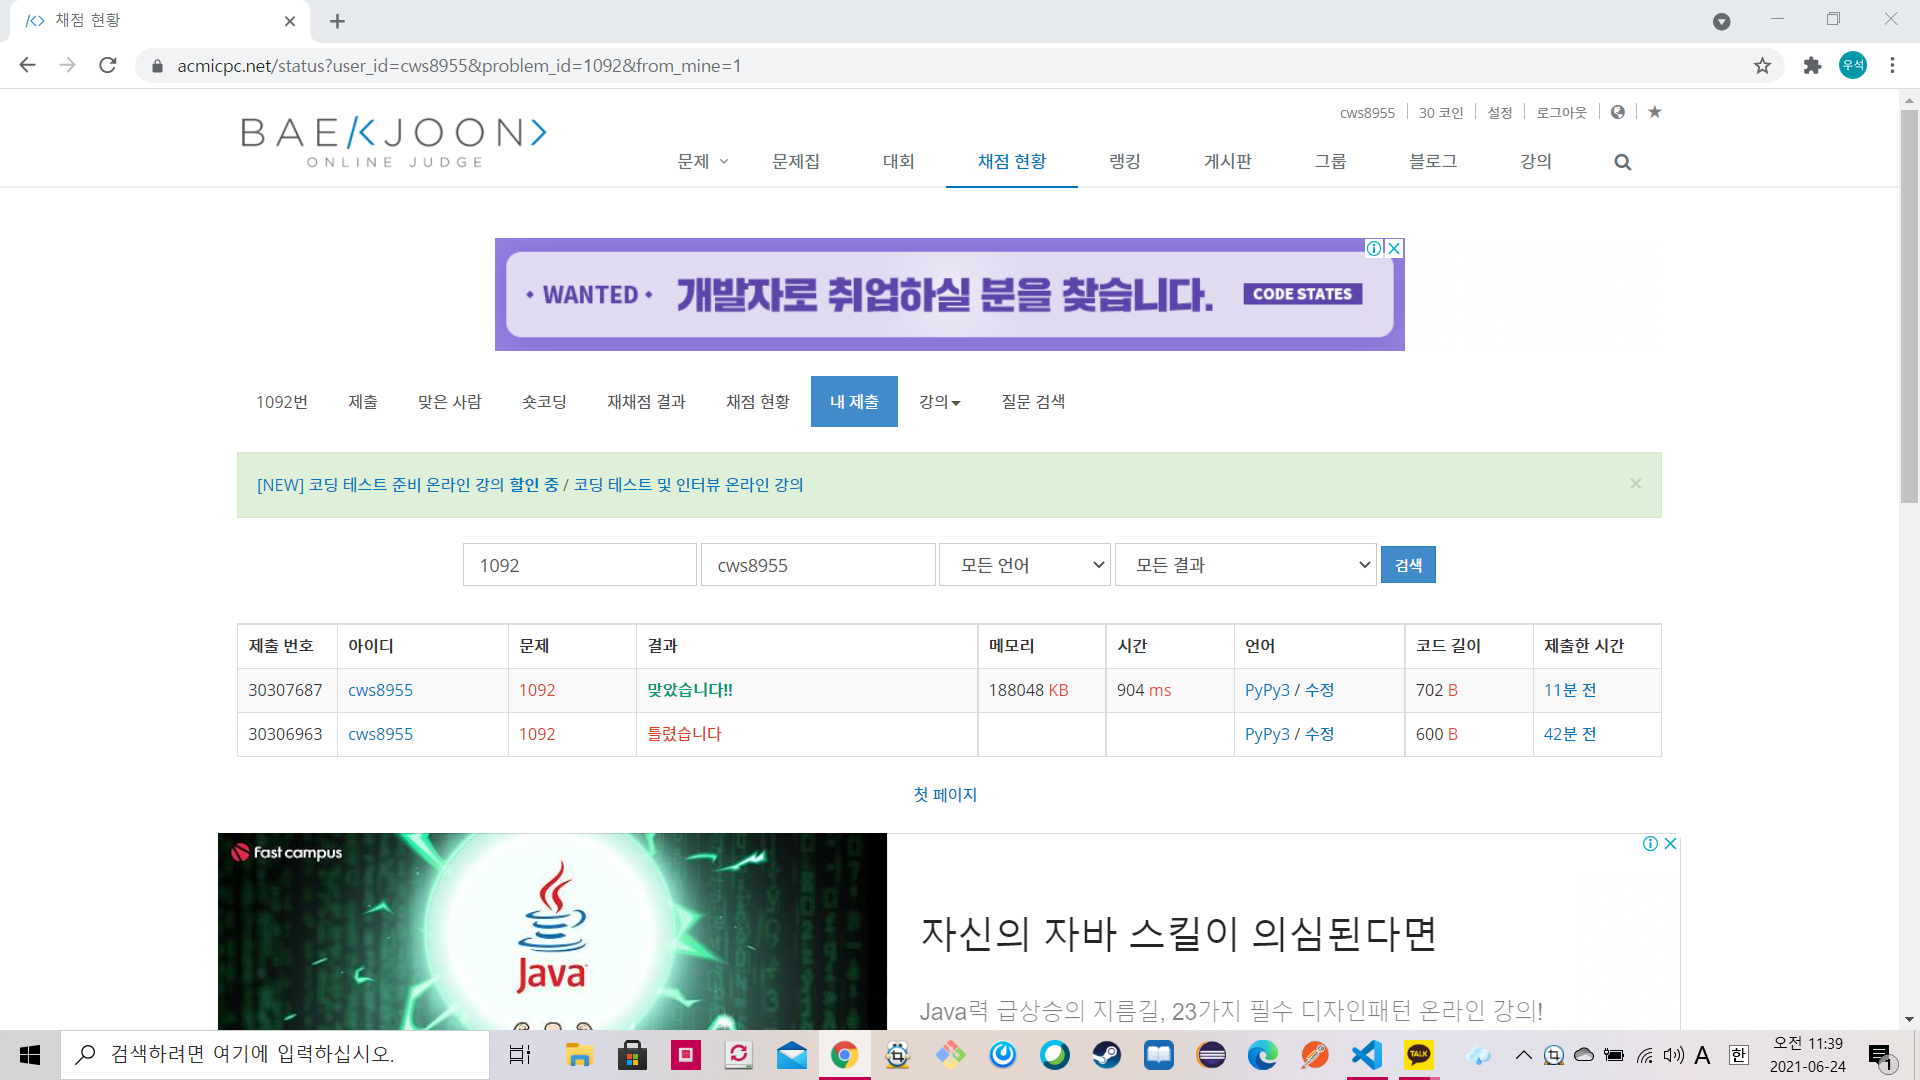 채점 현황
acmicpc.net/status?user_id=cws8955&problem_id=1092&from_mine=1
우석
cws8955 30 코인 설정 로그아웃
BAEKJOON
ONLINE JUDGE
문제 문제집 대회 채점 현황 랭킹 게시판 그룹 블로그 강의
WANTED 개발자로 취업하실 분을 찾습니다. CODE STATES
1092번 제출 맞은 사람 숏코딩 재채점 결과 채점 현황 내 제출 강의 질문 검색
[NEW] 코딩 테스트 준비 온라인 강의 할인 중 / 코딩 테스트 및 인터뷰 온라인 강의
1092 cws8955 모든 언어 모든 결과 검색
제출 번호 아이디 문제 결과 메모리 시간 언어 코드 길이 제출한 시간
30307687 cws8955 1092 맞았습니다!! 188048 KB 904 ms PyPy3 / 수정 702 B 11분 전
30306963 cws8955 1092 틀렸습니다 PyPy3 / 수정 600 B 42분 전
첫 페이지
Fast campus
Java
자신의 자바 스킬이 의심된다면
Java력 급상승의 지름길, 23가지 필수 디자인패턴 온라인 강의!
검색하려면 여기에 입력하십시오.
TALK
A 한
오전 11:39
2021-06-24
1